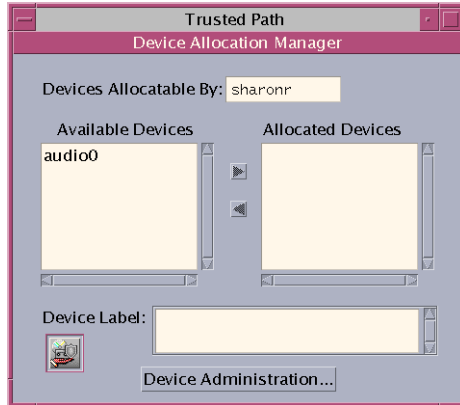 Trusted Path
Device Allocation Manager
Devices Allocatable By: sharonr
Available Devices
Allocated Devices
audio0
Device Label:
Device Administration...